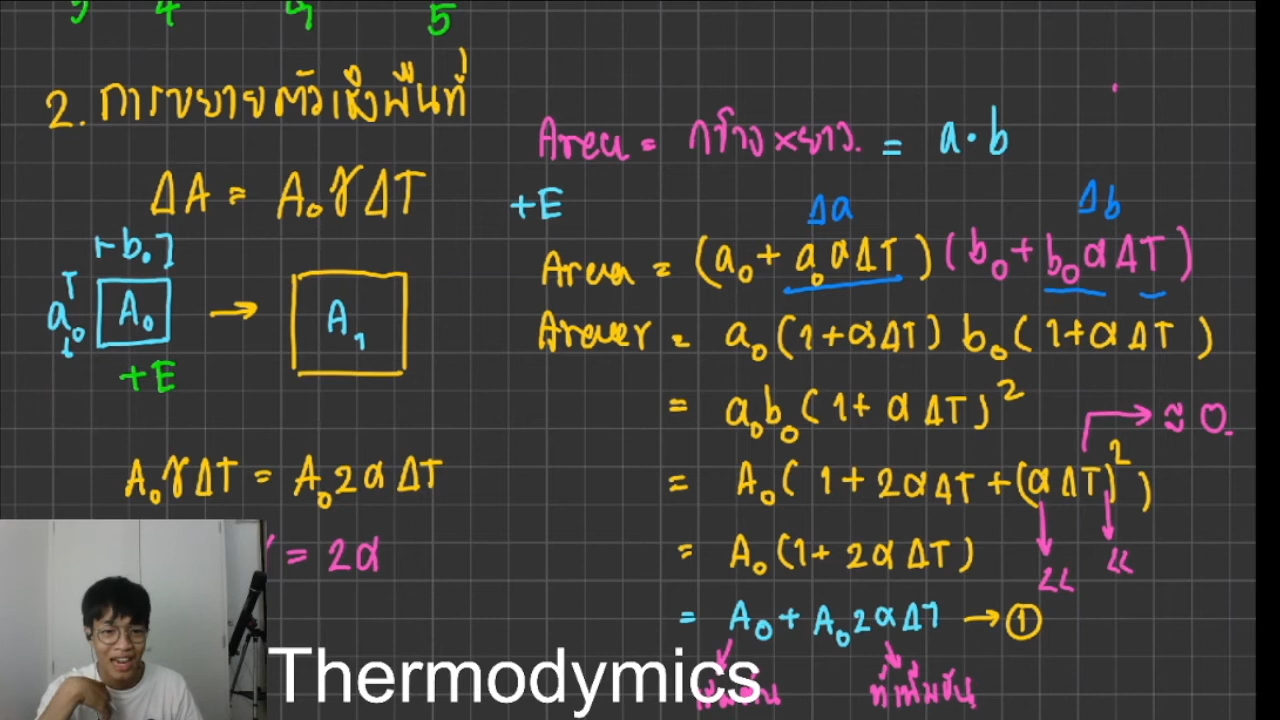 3 4 4 5
2. การขยายตัวเชิงพื้นที่
ΔA = A₀γΔT
b₀
a₀ A₀ → A₁
+E
A₀γΔT = A₀2αΔT
γ = 2α
Area = กว้าง×ยาว. = a·b
+E
Δa Δb
Area = (a₀+a₀αΔT)(b₀+b₀αΔT)
= a₀(1+αΔT) b₀(1+αΔT)
= a₀b₀(1+αΔT)²
→ ≈ 0.
= A₀(1+2αΔT+(αΔT)²)
<< <<
= A₀(1+2αΔT)
= A₀+A₀2αΔT → ①
ที่เพิ่มขึ้น
Thermodymics